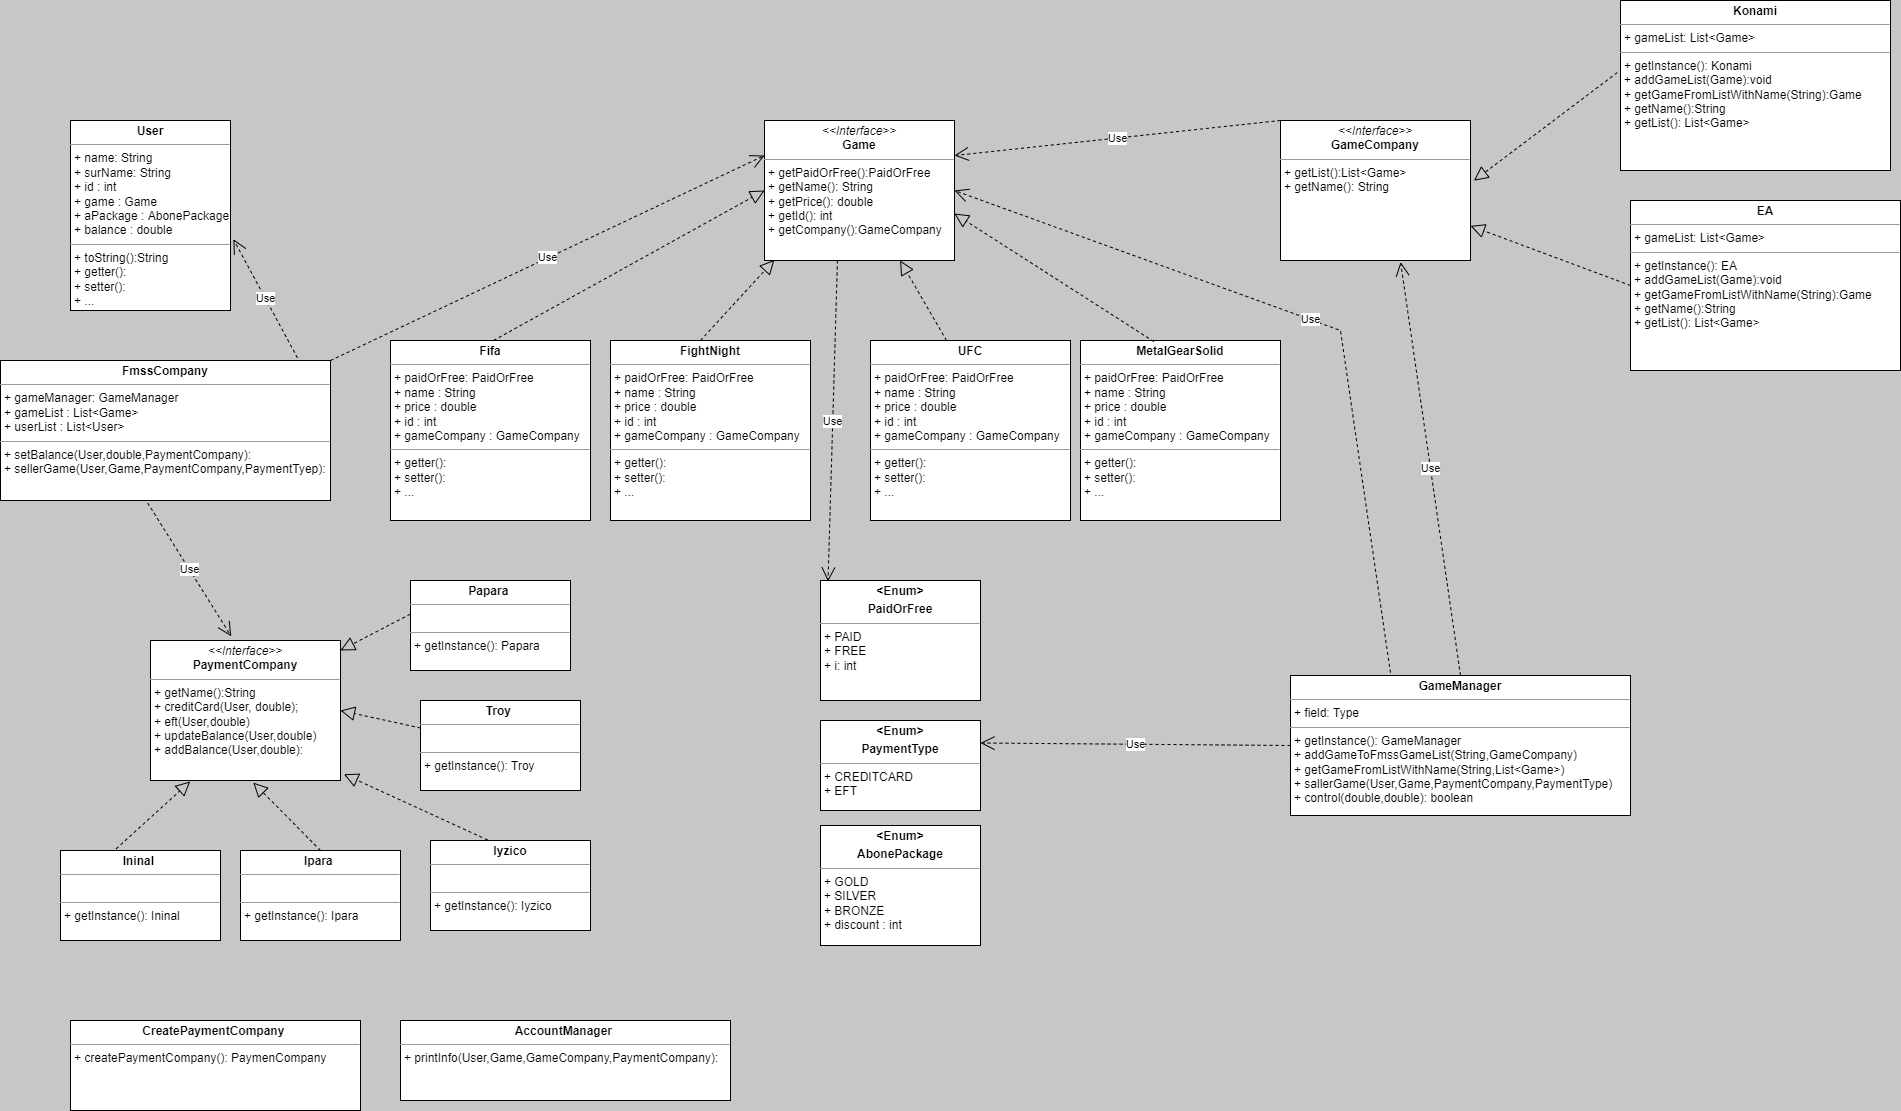 Konami
+ gameList: List<Game>
+ getInstance(): Konami
+ addGameList(Game):void
+ getGameFromListWithName(String):Game
+ getName():String
+ getList(): List<Game>
User
+ name: String
+ surName: String
+ id : int
+ game : Game
+ aPackage : AbonePackage
+ balance : double
+ toString():String
+ getter():
+ setter():
+ ...
<<Interface>>
Game
+ getPaidOrFree():PaidOrFree
+ getName(): String
+ getPrice(): double
+ getId(): int
+ getCompany():GameCompany
Use
<<Interface>>
GameCompany
+ getList():List<Game>
+ getName(): String
EA
+ gameList: List<Game>
+ getInstance(): EA
+ addGameList(Game):void
+ getGameFromListWithName(String):Game
+ getName():String
+ getList(): List<Game>
Use
Use
Use
FmssCompany
+ gameManager: GameManager
+ gameList : List<Game>
+ userList : List<User>
+ setBalance(User,double,PaymentCompany):
+ sellerGame(User,Game,PaymentCompany,PaymentTyep):
Fifa
+ paidOrFree: PaidOrFree
+ name : String
+ price : double
+ id : int
+ gameCompany : GameCompany
+ getter():
+ setter():
+ ...
FightNight
+ paidOrFree: PaidOrFree
+ name : String
+ price : double
+ id : int
+ gameCompany : GameCompany
+ getter():
+ setter():
+ ...
Use
UFC
+ paidOrFree: PaidOrFree
+ name : String
+ price : double
+ id : int
+ gameCompany : GameCompany
+ getter():
+ setter():
+ ...
MetalGearSolid
+ paidOrFree: PaidOrFree
+ name : String
+ price : double
+ id : int
+ gameCompany : GameCompany
+ getter():
+ setter():
+ ...
Use
Use
Papara
+ getInstance(): Papara
<Enum>
PaidOrFree
+ PAID
+ FREE
+ i: int
<<Interface>>
PaymentCompany
+ getName():String
+ creditCard(User, double);
+ eft(User,double)
+ updateBalance(User,double)
+ addBalance(User,double):
Troy
+ getInstance(): Troy
<Enum>
PaymentType
+ CREDITCARD
+ EFT
Use
GameManager
+ field: Type
+ getInstance(): GameManager
+ addGameToFmssGameList(String,GameCompany)
+ getGameFromListWithName(String,List<Game>)
+ sallerGame(User,Game,PaymentCompany,PaymentType)
+ control(double,double): boolean
Ininal
+ getInstance(): Ininal
Ipara
+ getInstance(): Ipara
Iyzico
+ getInstance(): Iyzico
<Enum>
AbonePackage
+ GOLD
+ SILVER
+ BRONZE
+ discount : int
CreatePaymentCompany
+ createPaymentCompany(): PaymenCompany
AccountManager
+ printInfo(User,Game,GameCompany,PaymentCompany):